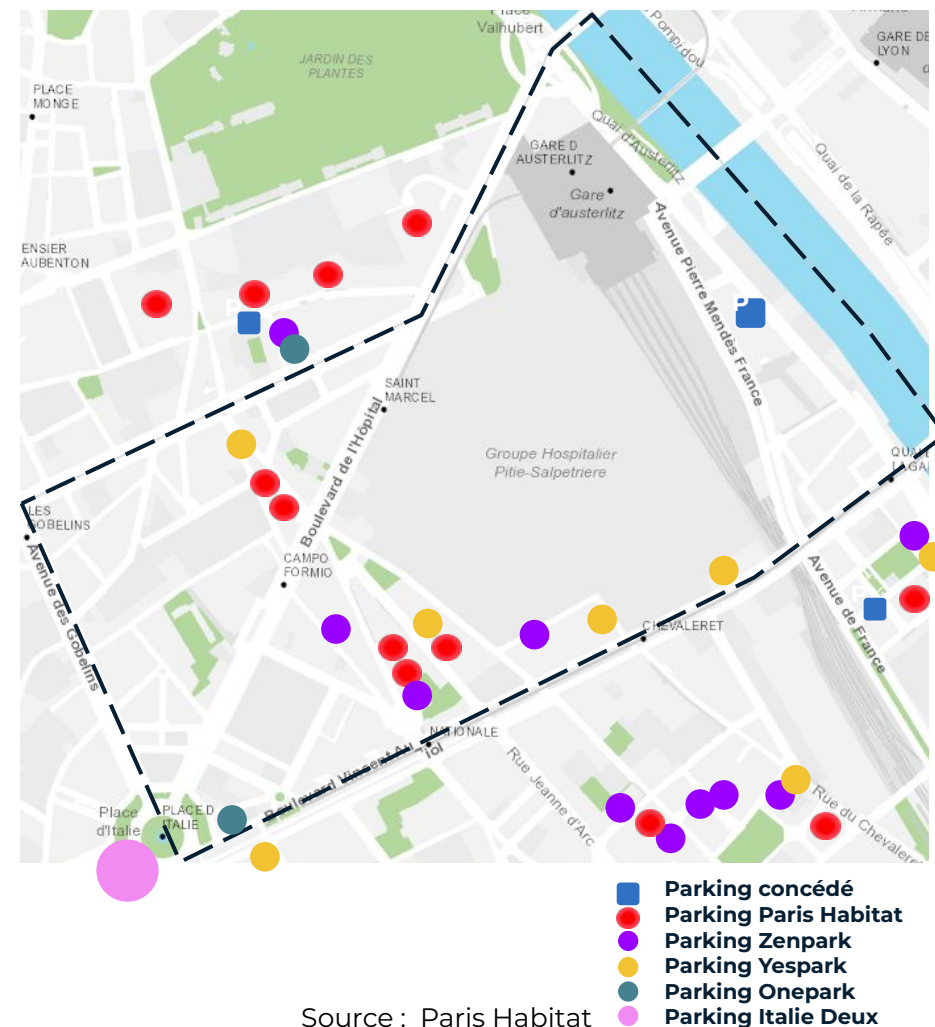 Place
Valhubert
Pompidou
GARE DE
LYON
JARDIN DES
PLANTES
PLACE
MONGE
Quai d'Austerlitz
GARE D
AUSTERLITZ
Gare
d'austerlitz
Quai de la Rapée
ENSIER
AUBENTON
P
Avenue Pierre Mendès France
SAINT
MARCEL
Boulevard de l'Hôpital
Groupe Hospitalier
Pitie-Salpetriere
LES
GOBELINS
Avenue des Gobelins
CAMPO
FORMIO
CHEVALERET
Avenue de France
NATIONALE
Boulevard Vincent Auriol
Rue Jeanne d'Arc
Place
d'Italie
PLACE D
ITALIE
Rue du Chevaleret
Parking concédé
Parking Paris Habitat
Parking Zenpark
Parking Yespark
Parking Onepark
Parking Italie Deux
Source : Paris Habitat